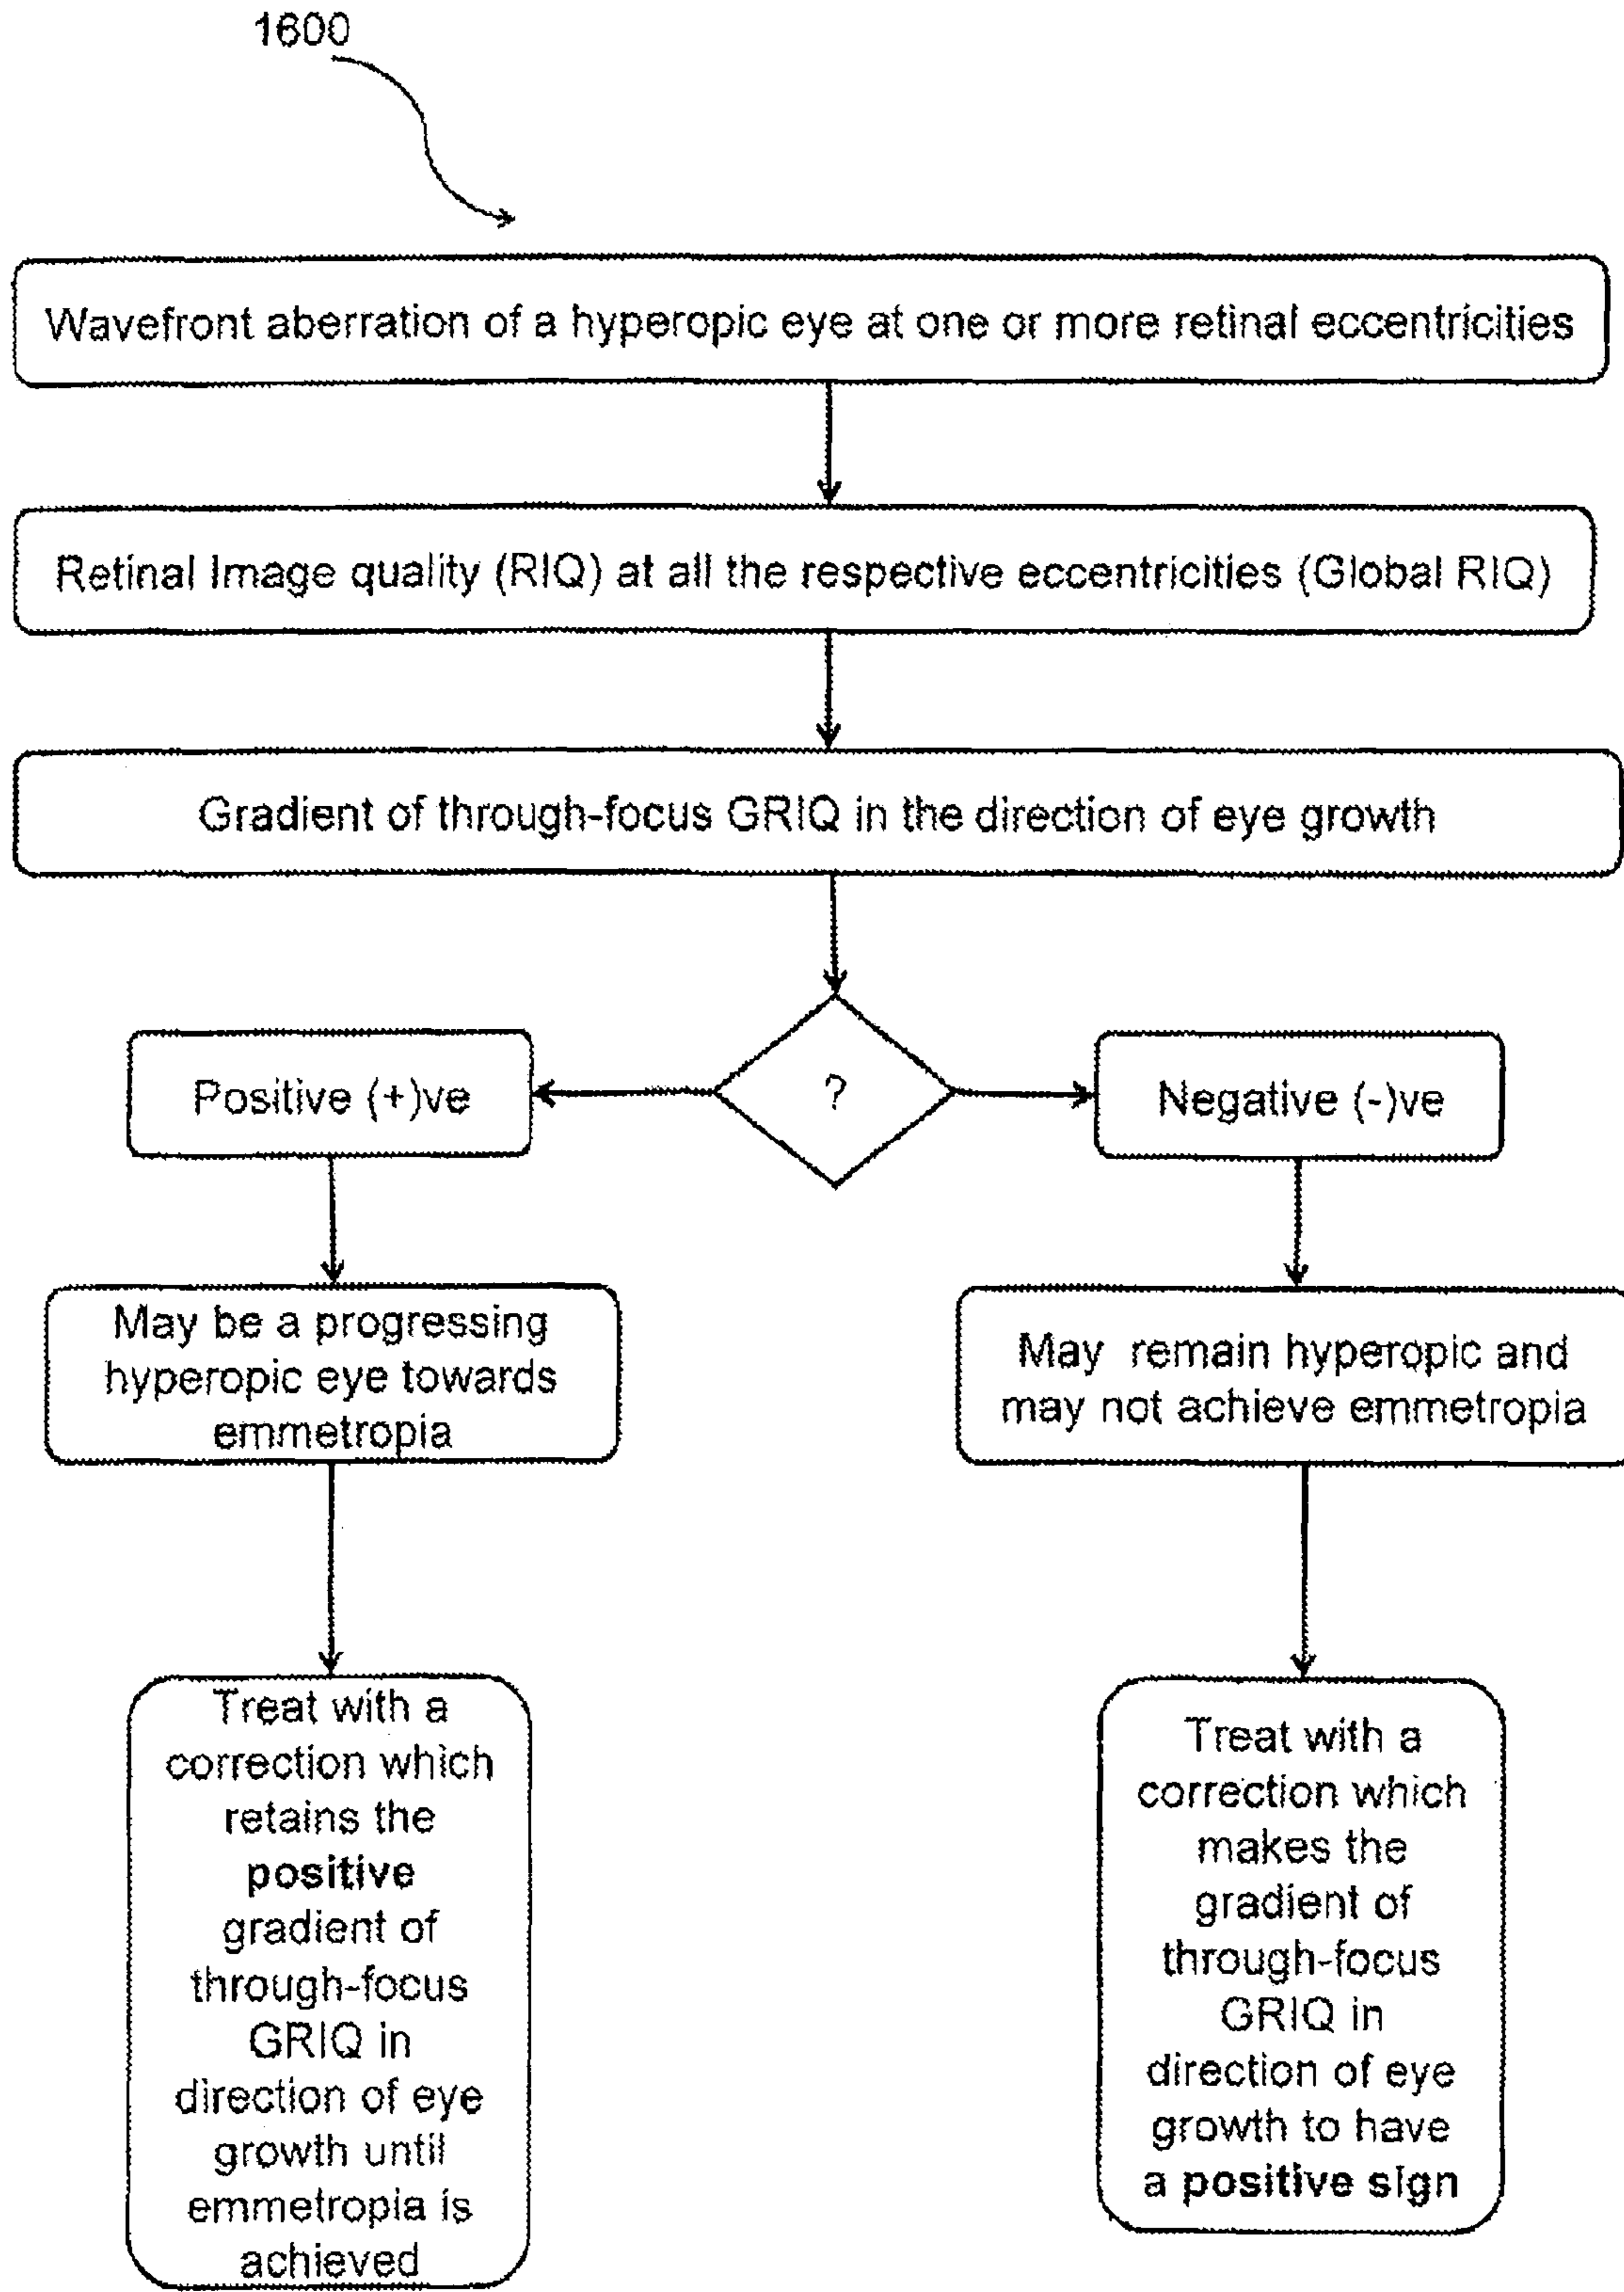 1600
Wavefront aberration of a hyperopic eye at one or more retinal eccentricities
Retinal Image quality (RIQ) at all the respective eccentricities (Global RIQ)
Gradient of through-focus GRIQ in the direction of eye growth
?
Positive (+)ve
Negative (-)ve
May be a progressing
hyperopic eye towards
emmetropia
May remain hyperopic and
may not achieve emmetropia
Treat with a
correction which
retains the
positive
gradient of
through-focus
GRIQ in
direction of eye
growth until
emmetropia is
achieved
Treat with a
correction which
makes the
gradient of
through-focus
GRIQ in
direction of eye
growth to have
a positive sign